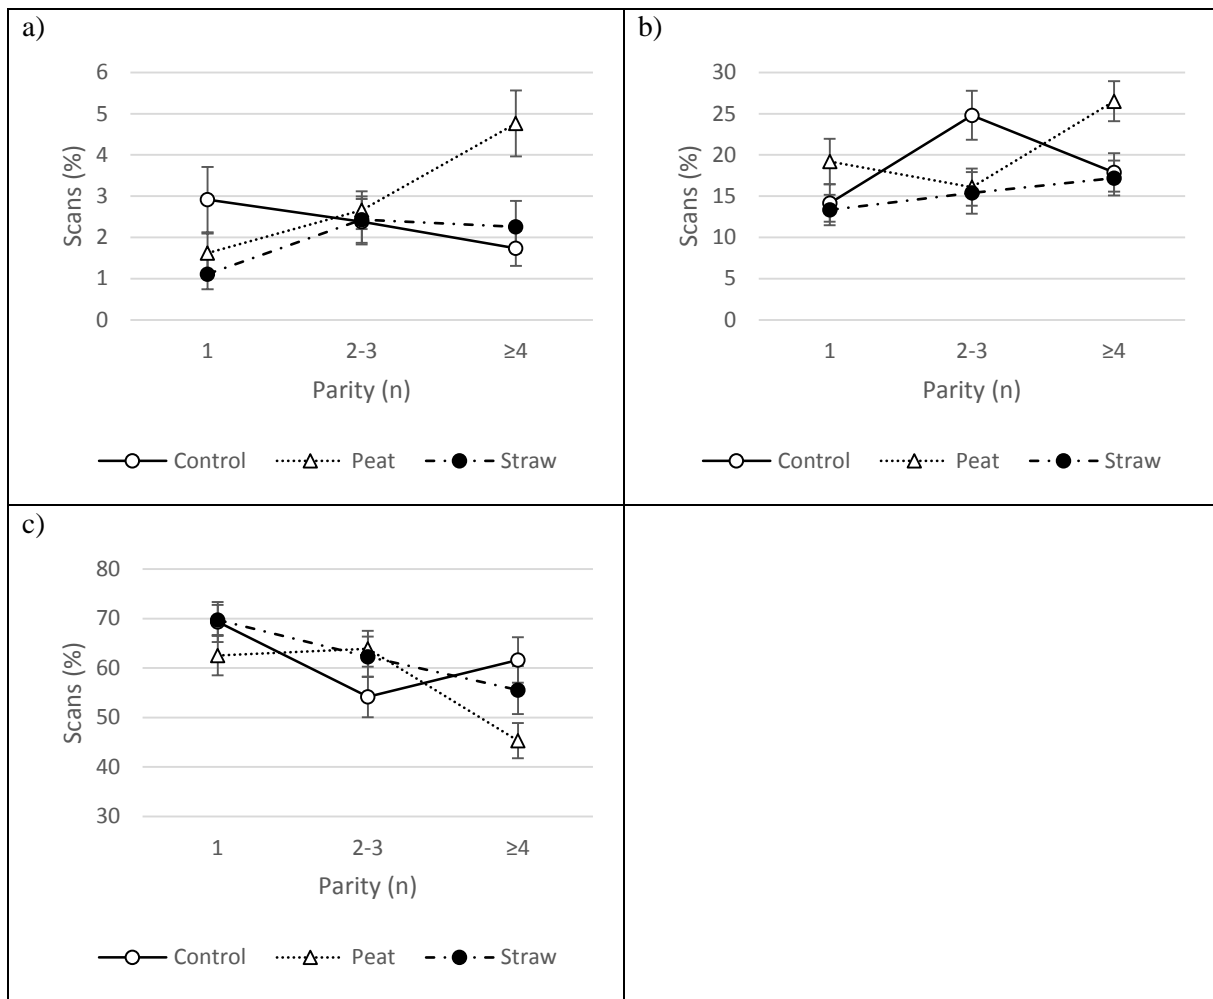 a)
6
5
4
3
2
1
0
Scans (%)
1 2-3 ≥4
Parity (n)
Control Peat Straw
b)
30
25
20
15
10
5
0
Scans (%)
1 2-3 ≥4
Parity (n)
Control Peat Straw
c)
80
70
60
50
40
30
Scans (%)
1 2-3 ≥4
Parity (n)
Control Peat Straw